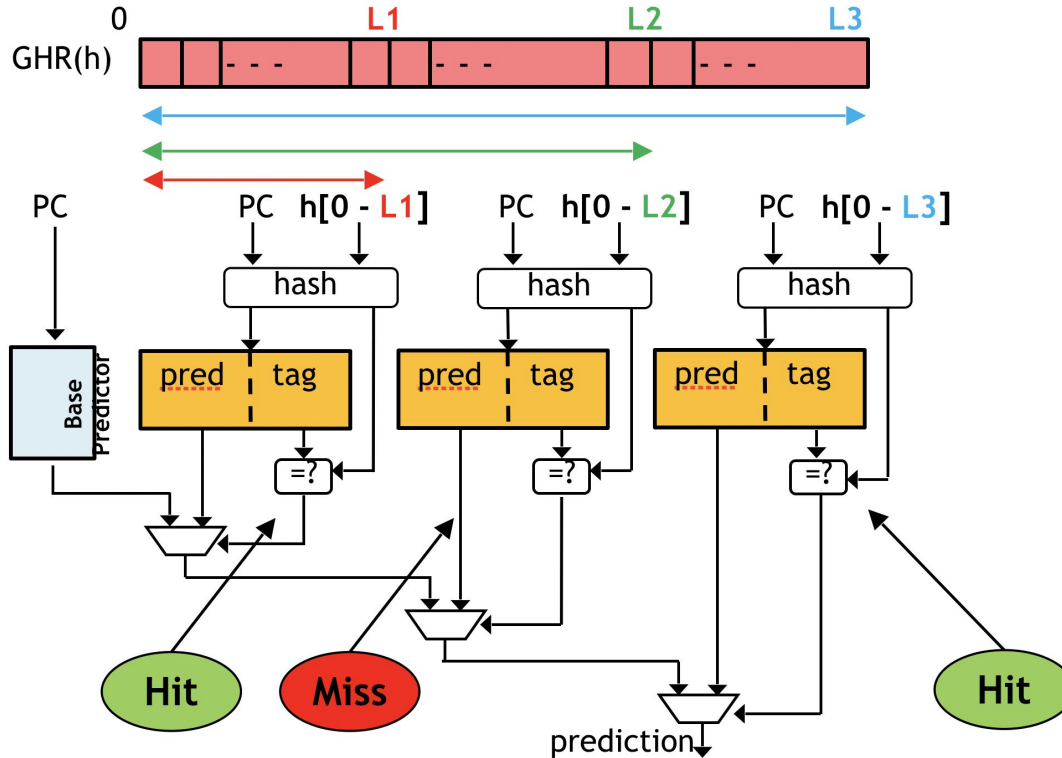 0 L1 L2 L3
GHR(h) - - - - - - - - -
PC PC h[0 - L1] PC h[0 - L2] PC h[0 - L3]
hash hash hash
Base
Predictor
pred tag pred tag pred tag
=? =? =?
Hit Miss Hit
prediction